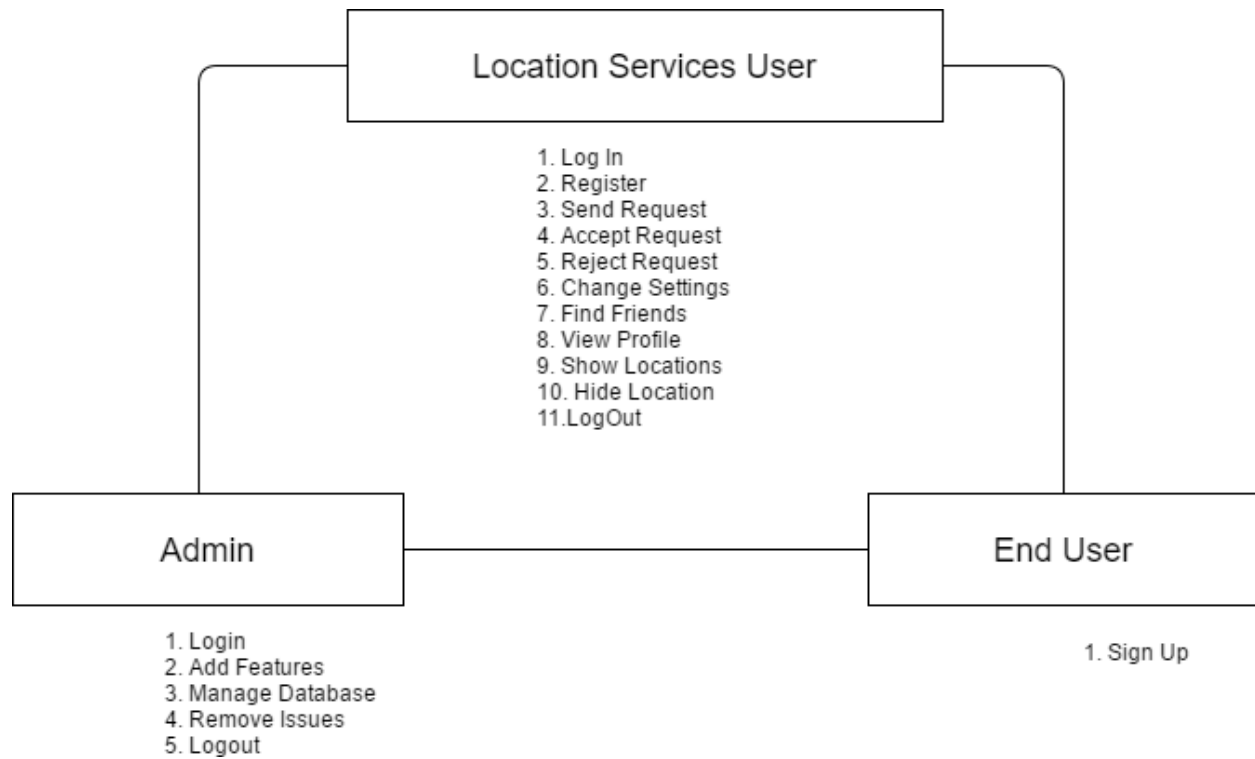 Location Services User
1. Log In
2. Register
3. Send Request
4. Accept Request
5. Reject Request
6. Change Settings
7. Find Friends
8. View Profile
9. Show Locations
10. Hide Location
11.LogOut
Admin
End User
1. Login
2. Add Features
3. Manage Database
4. Remove Issues
5. Logout
1. Sign Up